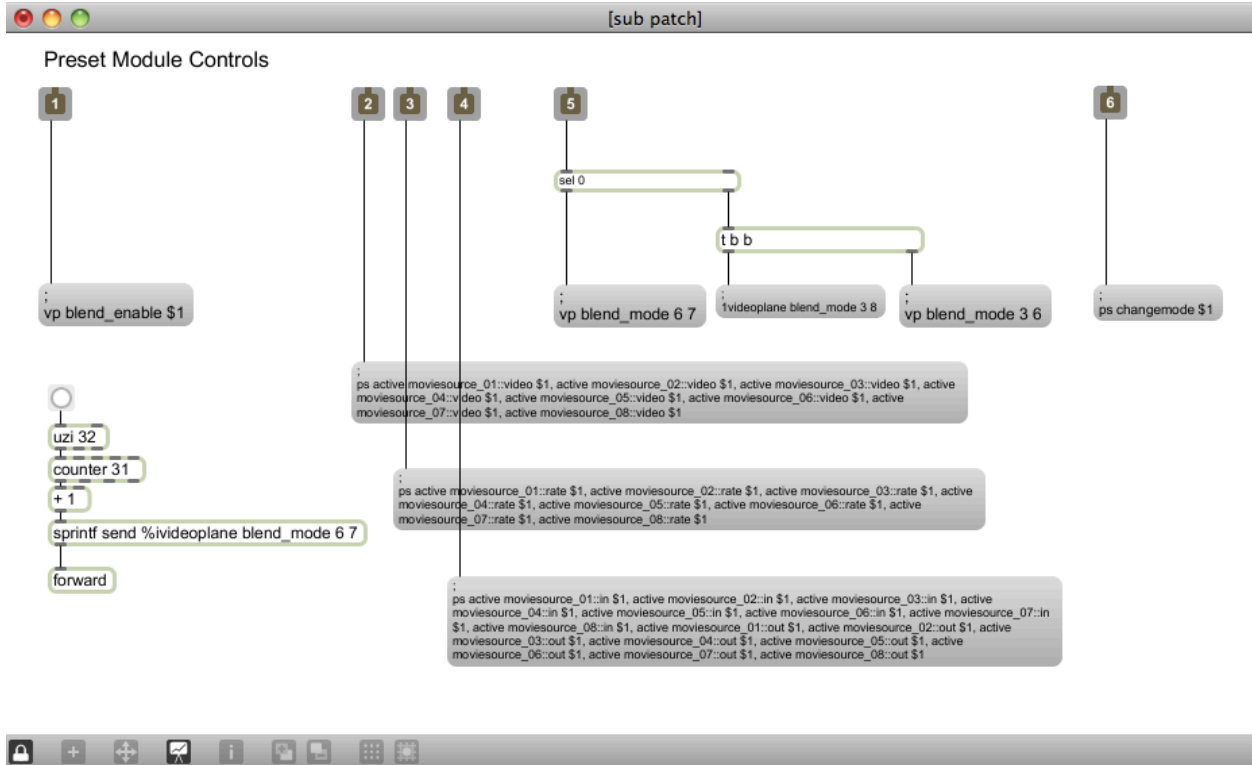 [sub patch]
Preset Module Controls
1
2
3
4
5
6
sel 0
t b b
;
vp blend_enable $1
;
vp blend_mode 6 7
;
1videoplane blend_mode 3 8
;
vp blend_mode 3 6
;
ps changemode $1
;
ps active moviesource_01::video $1, active moviesource_02::video $1, active moviesource_03::video $1, active
moviesource_04::video $1, active moviesource_05::video $1, active moviesource_06::video $1, active
moviesource_07::video $1, active moviesource_08::video $1
uzi 32
counter 31
+ 1
sprintf send %ivideoplane blend_mode 6 7
forward
;
ps active moviesource_01::rate $1, active moviesource_02::rate $1, active moviesource_03::rate $1, active
moviesource_04::rate $1, active moviesource_05::rate $1, active moviesource_06::rate $1, active
moviesource_07::rate $1, active moviesource_08::rate $1
;
ps active moviesource_01::in $1, active moviesource_02::in $1, active moviesource_03::in $1, active
moviesource_04::in $1, active moviesource_05::in $1, active moviesource_06::in $1, active moviesource_07::in
$1, active moviesource_08::in $1, active moviesource_01::out $1, active moviesource_02::out $1, active
moviesource_03::out $1, active moviesource_04::out $1, active moviesource_05::out $1, active
moviesource_06::out $1, active moviesource_07::out $1, active moviesource_08::out $1
i